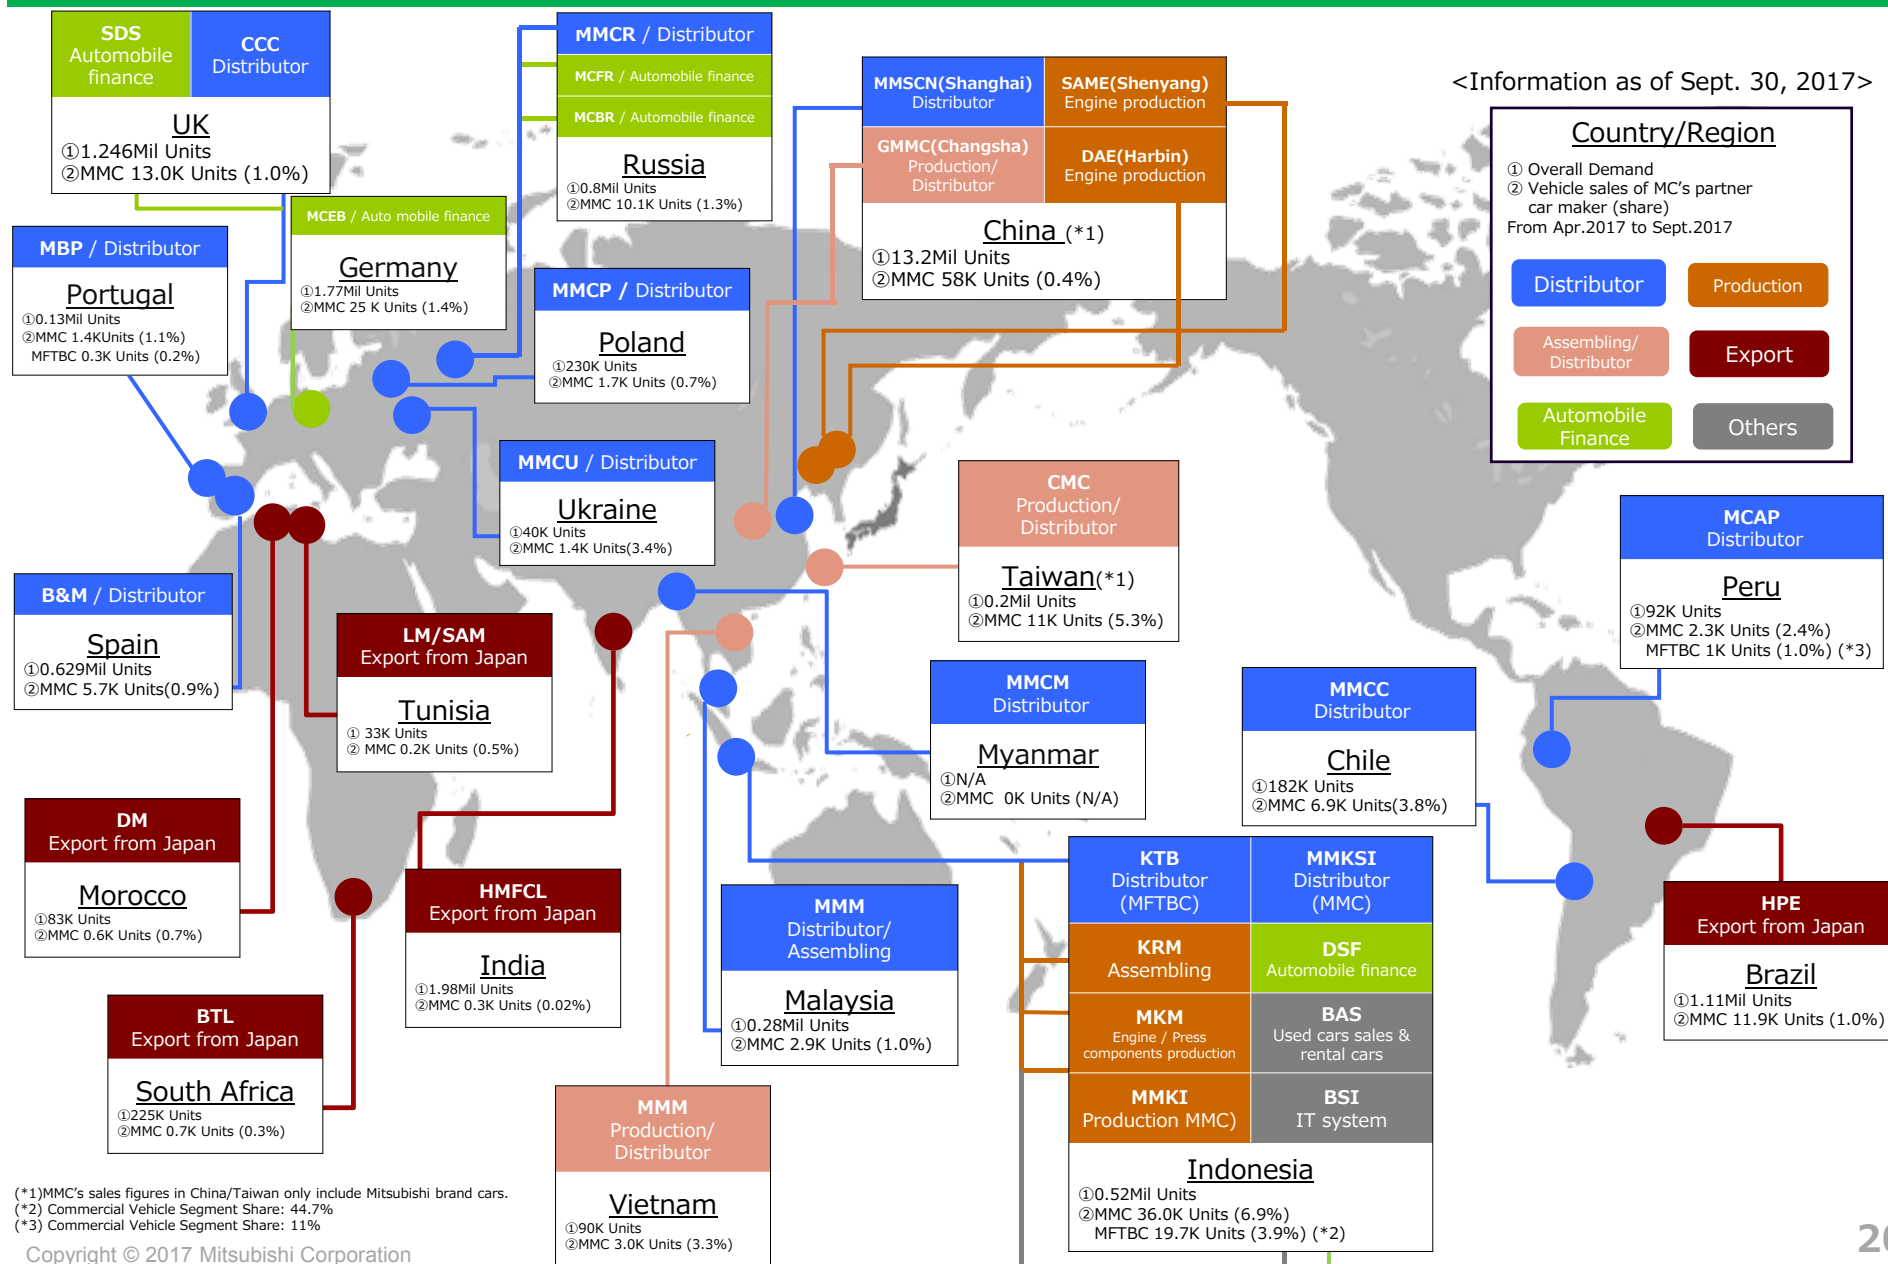 SDS
Automobile
finance
CCC
Distributor
UK
①1.246Mil Units
②MMC 13.0K Units (1.0%)
MMCR / Distributor
MCFR / Automobile finance
MCBR / Automobile finance
Russia
①0.8Mil Units
②MMC 10.1K Units (1.3%)
MMSCN(Shanghai)
Distributor
SAME(Shenyang)
Engine production
GMMC(Changsha)
Production/
Distributor
DAE(Harbin)
Engine production
China (*1)
①13.2Mil Units
②MMC 58K Units (0.4%)
<Information as of Sept. 30, 2017>
Country/Region
① Overall Demand
② Vehicle sales of MC's partner
car maker (share)
From Apr.2017 to Sept.2017
Distributor
Production
Assembling/
Distributor
Export
Automobile
Finance
Others
MBP / Distributor
Portugal
①0.13Mil Units
②MMC 1.4KUnits (1.1%)
MFTBC 0.3K Units (0.2%)
MCEB / Auto mobile finance
Germany
①1.77Mil Units
②MMC 25 K Units (1.4%)
MMCP / Distributor
Poland
①230K Units
②MMC 1.7K Units (0.7%)
MMCU / Distributor
Ukraine
①40K Units
②MMC 1.4K Units(3.4%)
CMC
Production/
Distributor
Taiwan(*1)
①0.2Mil Units
②MMC 11K Units (5.3%)
MCAP
Distributor
Peru
①92K Units
②MMC 2.3K Units (2.4%)
MFTBC 1K Units (1.0%) (*3)
B&M / Distributor
Spain
①0.629Mil Units
②MMC 5.7K Units(0.9%)
LM/SAM
Export from Japan
Tunisia
① 33K Units
② MMC 0.2K Units (0.5%)
MMCM
Distributor
Myanmar
①N/A
②MMC 0K Units (N/A)
MMCC
Distributor
Chile
①182K Units
②MMC 6.9K Units(3.8%)
DM
Export from Japan
Morocco
①83K Units
②MMC 0.6K Units (0.7%)
HMFCL
Export from Japan
India
①1.98Mil Units
②MMC 0.3K Units (0.02%)
MMM
Distributor/
Assembling
Malaysia
①0.28Mil Units
②MMC 2.9K Units (1.0%)
KTB
Distributor
(MFTBC)
MMKSI
Distributor
(MMC)
KRM
Assembling
DSF
Automobile finance
MKM
Engine / Press
components production
BAS
Used cars sales &
rental cars
MMKI
Production MMC)
BSI
IT system
Indonesia
①0.52Mil Units
②MMC 36.0K Units (6.9%)
MFTBC 19.7K Units (3.9%) (*2)
HPE
Export from Japan
Brazil
①1.11Mil Units
②MMC 11.9K Units (1.0%)
BTL
Export from Japan
South Africa
①225K Units
②MMC 0.7K Units (0.3%)
MMM
Production/
Distributor
Vietnam
①90K Units
②MMC 3.0K Units (3.3%)
(*1)MMC's sales figures in China/Taiwan only include Mitsubishi brand cars.
(*2) Commercial Vehicle Segment Share: 44.7%
(*3) Commercial Vehicle Segment Share: 11%
Copyright © 2017 Mitsubishi Corporation